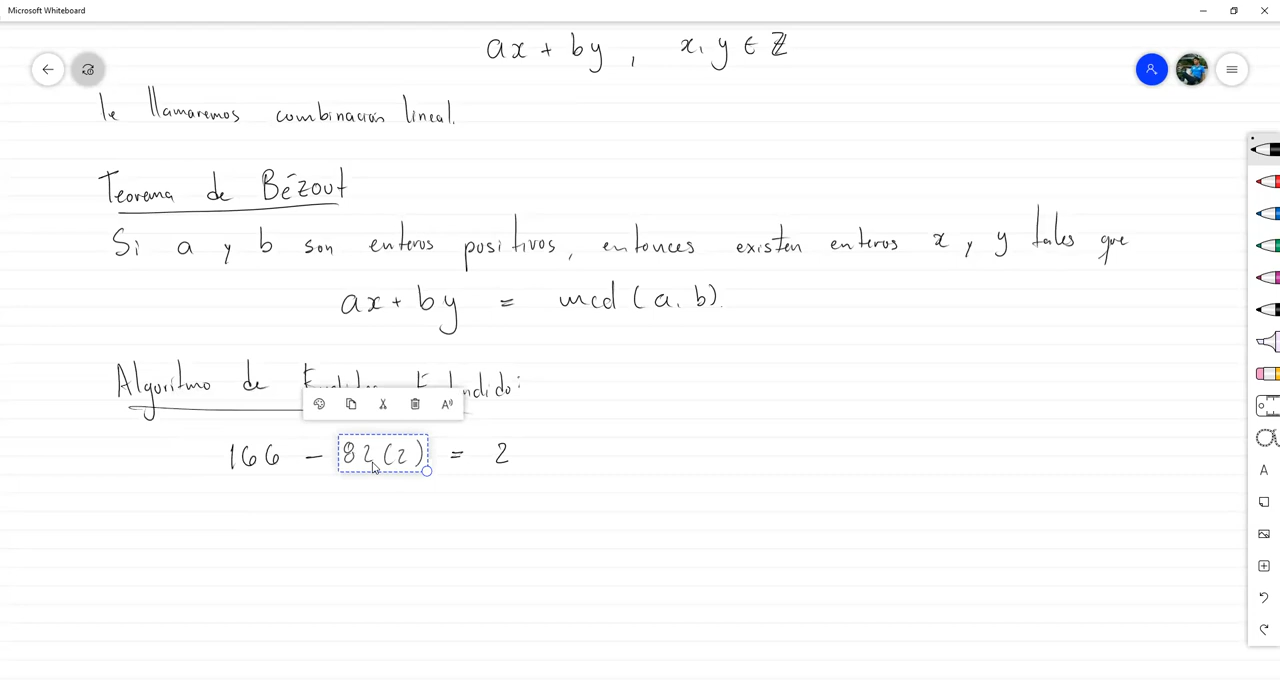 Microsoft Whiteboard
ax + by , x, y ∈ ℤ
le llamaremos combinación lineal.
Teorema de Bézout
Si a y b son enteros positivos, entonces existen enteros x, y tales que
ax + by = mcd (a, b).
Algoritmo de
166 - 82(2) = 2